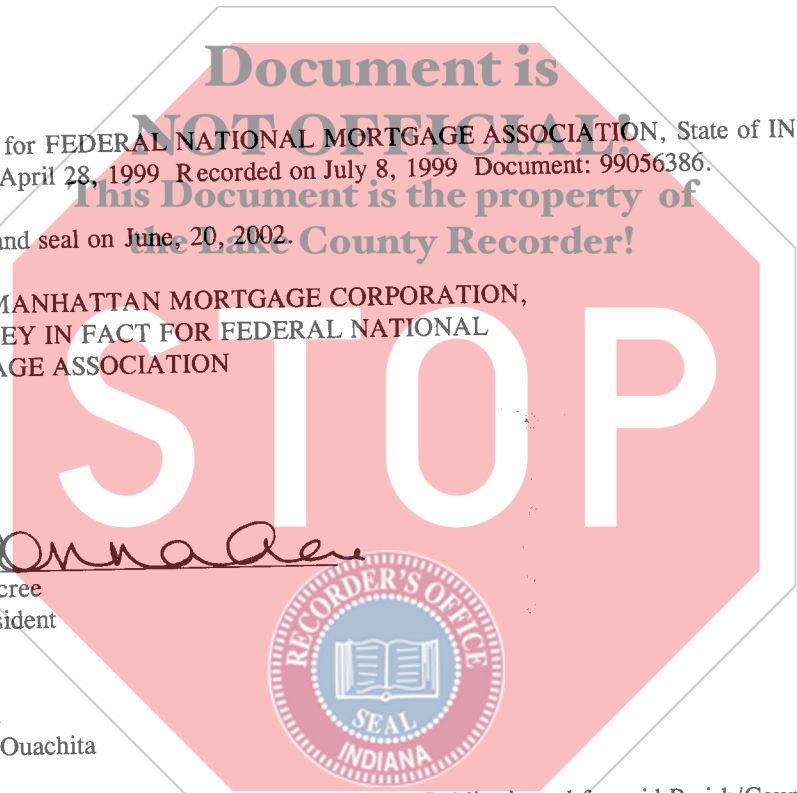 Document is
NOT OFFICIAL!
for FEDERAL NATIONAL MORTGAGE ASSOCIATION, State of IN
April 28, 1999 Recorded on July 8, 1999 Document: 99056386.
This Document is the property of
and seal on June, 20, 2002.
the Lake County Recorder!
MANHATTAN MORTGAGE CORPORATION,
EY IN FACT FOR FEDERAL NATIONAL
AGE ASSOCIATION
STOP
cree
sident
RECORDER'S OFFICE
SEAL
INDIANA
Ouachita